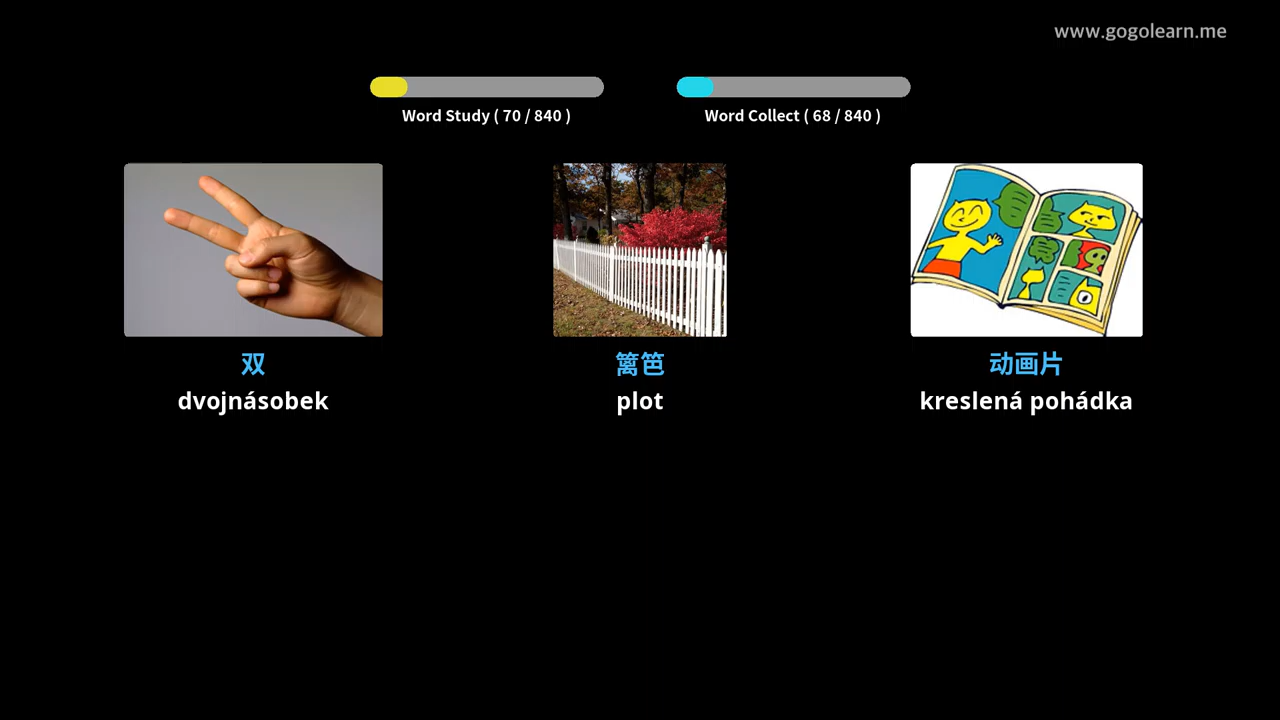 www.gogolearn.me
Word Study ( 70 / 840 )
Word Collect ( 68 / 840 )
双
篱笆
动画片
dvojnásobek
plot
kreslená pohádka